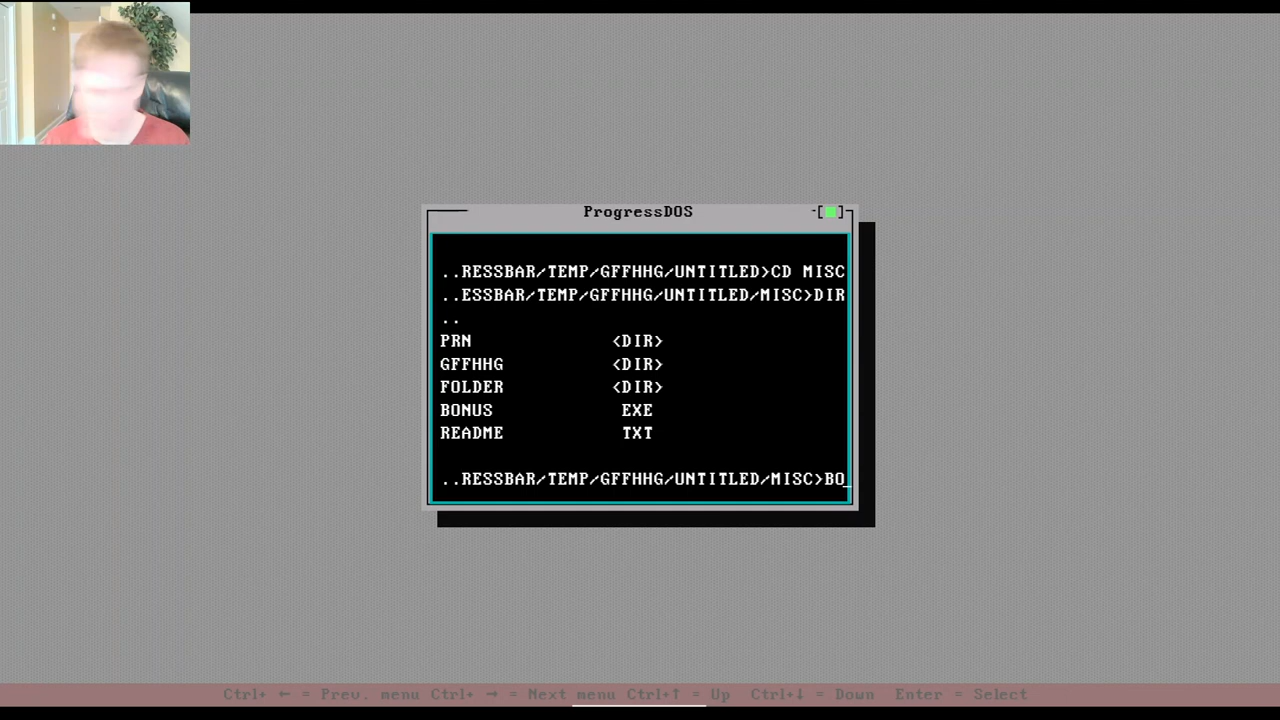 ProgressDOS
..RESSBAR/TEMP/GFFHHG/UNTITLED>CD MISC
..ESSBAR/TEMP/GFFHHG/UNTITLED/MISC>DIR
..
PRN <DIR>
GFFHHG <DIR>
FOLDER <DIR>
BONUS EXE
README TXT
..RESSBAR/TEMP/GFFHHG/UNTITLED/MISC>BO_
Ctrl+ ← = Prev. menu Ctrl+ → = Next menu Ctrl+↑ = Up Ctrl+↓ = Down Enter = Select